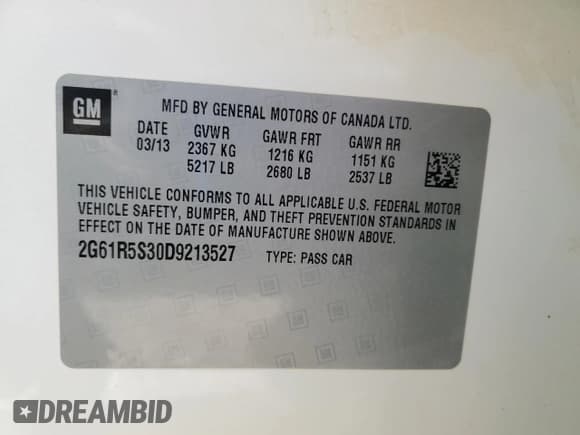 GM
MFD BY GENERAL MOTORS OF CANADA LTD.
DATE GVWR GAWR FRT GAWR RR
03/13 2367 KG 1216 KG 1151 KG
5217 LB 2680 LB 2537 LB
THIS VEHICLE CONFORMS TO ALL APPLICABLE U.S. FEDERAL MOTOR
VEHICLE SAFETY, BUMPER, AND THEFT PREVENTION STANDARDS IN
EFFECT ON THE DATE OF MANUFACTURE SHOWN ABOVE.
2G61R5S30D9213527 TYPE: PASS CAR
DREAMBID